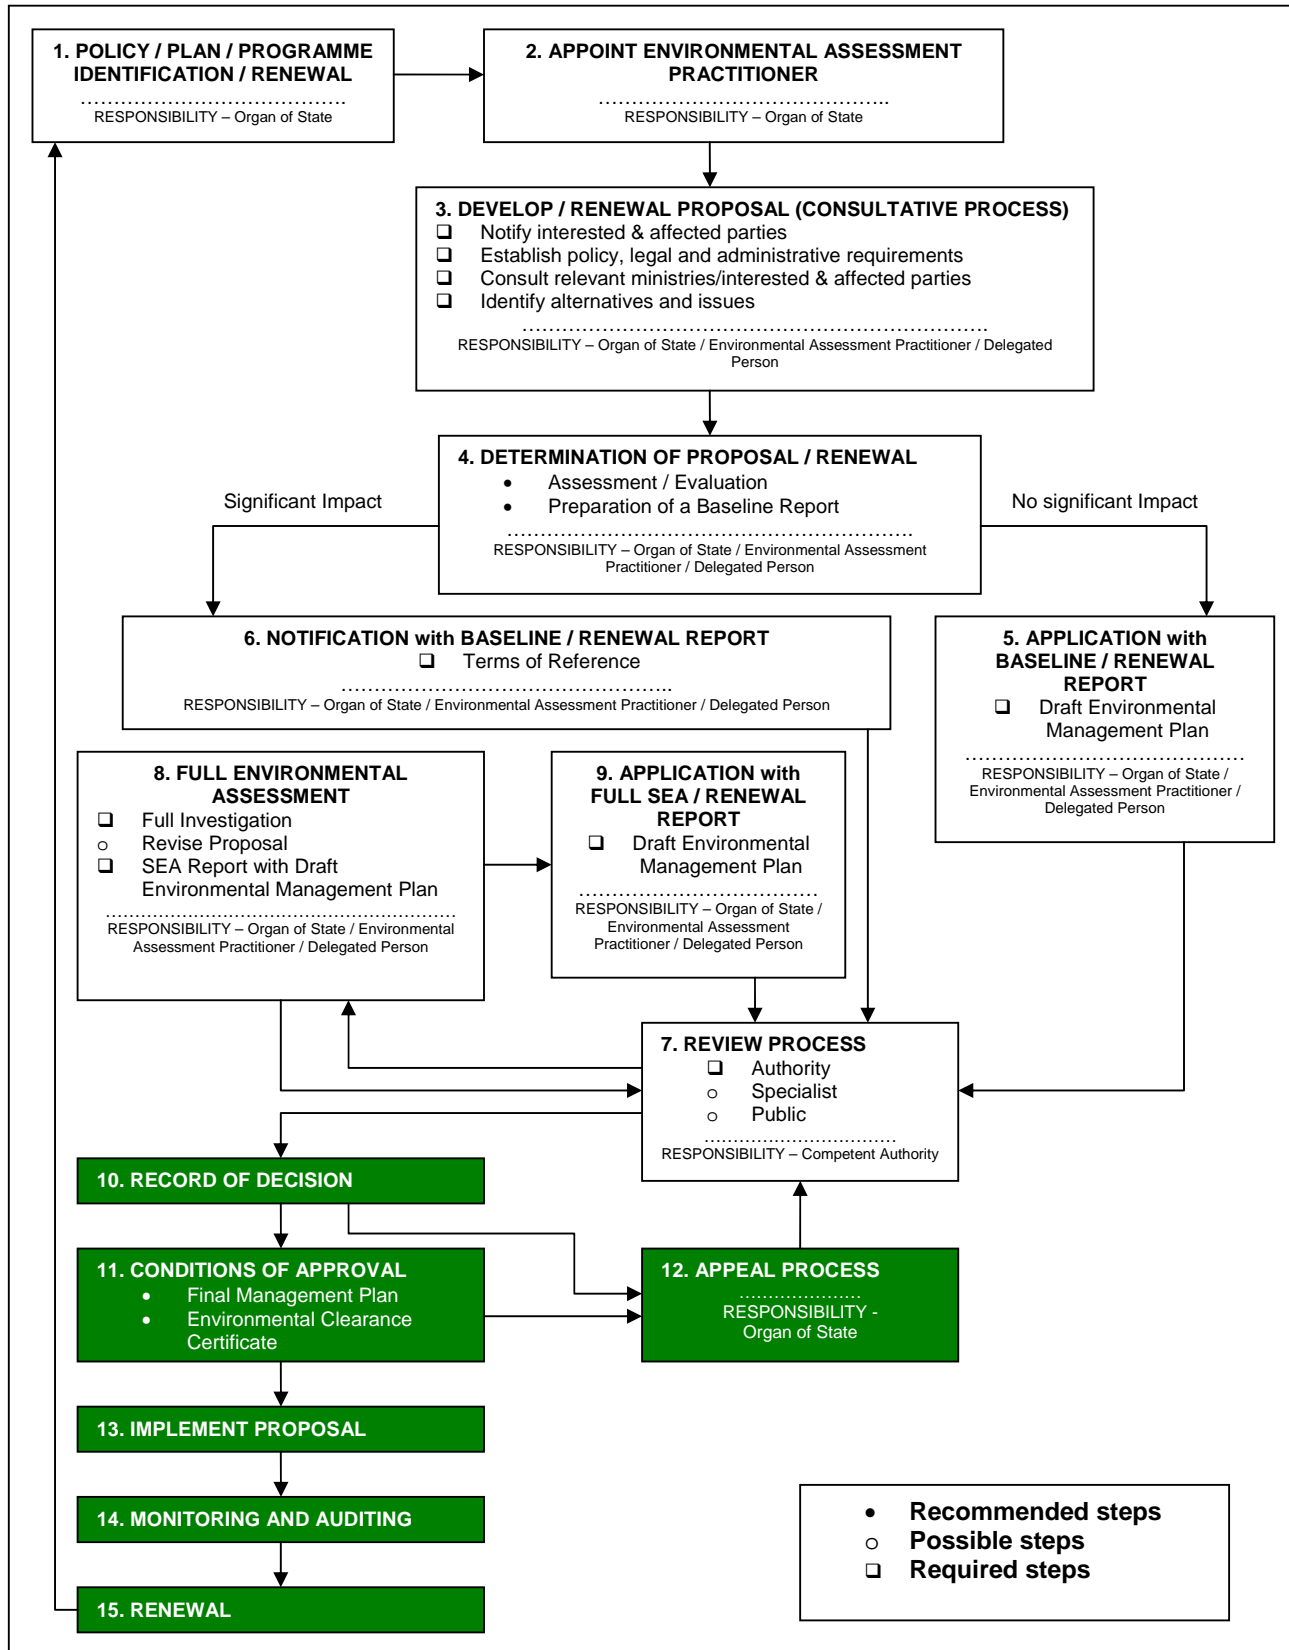 1. POLICY / PLAN / PROGRAMME
IDENTIFICATION / RENEWAL
………………………………….
RESPONSIBILITY – Organ of State
2. APPOINT ENVIRONMENTAL ASSESSMENT
PRACTITIONER
……………………………………..
RESPONSIBILITY – Organ of State
3. DEVELOP / RENEWAL PROPOSAL (CONSULTATIVE PROCESS)
❑ Notify interested & affected parties
❑ Establish policy, legal and administrative requirements
❑ Consult relevant ministries/interested & affected parties
❑ Identify alternatives and issues
…………………………………………………………….
RESPONSIBILITY – Organ of State / Environmental Assessment Practitioner / Delegated
Person
4. DETERMINATION OF PROPOSAL / RENEWAL
• Assessment / Evaluation
• Preparation of a Baseline Report
…………………………………………………….
RESPONSIBILITY – Organ of State / Environmental Assessment
Practitioner / Delegated Person
Significant Impact
No significant Impact
6. NOTIFICATION with BASELINE / RENEWAL REPORT
❑ Terms of Reference
…………………………………………..
RESPONSIBILITY – Organ of State / Environmental Assessment Practitioner / Delegated Person
5. APPLICATION with
BASELINE / RENEWAL
REPORT
❑ Draft Environmental
Management Plan
……………………………………
RESPONSIBILITY – Organ of State /
Environmental Assessment Practitioner /
Delegated Person
8. FULL ENVIRONMENTAL
ASSESSMENT
❑ Full Investigation
o Revise Proposal
❑ SEA Report with Draft
Environmental Management Plan
……………………………………………
RESPONSIBILITY – Organ of State / Environmental
Assessment Practitioner / Delegated Person
9. APPLICATION with
FULL SEA / RENEWAL
REPORT
❑ Draft Environmental
Management Plan
………………………………
RESPONSIBILITY – Organ of State /
Environmental Assessment
Practitioner / Delegated Person
7. REVIEW PROCESS
❑ Authority
o Specialist
o Public
……………………………
RESPONSIBILITY – Competent Authority
10. RECORD OF DECISION
11. CONDITIONS OF APPROVAL
• Final Management Plan
• Environmental Clearance
Certificate
12. APPEAL PROCESS
…………………
RESPONSIBILITY -
Organ of State
13. IMPLEMENT PROPOSAL
14. MONITORING AND AUDITING
15. RENEWAL
• Recommended steps
o Possible steps
❑ Required steps